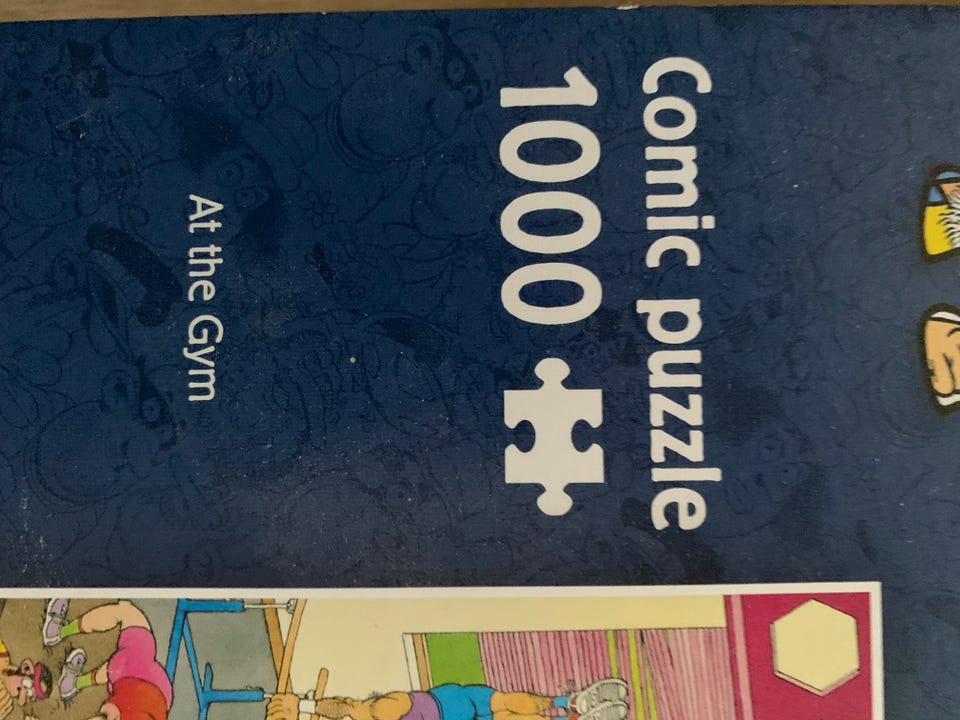 Comic puzzle
1000
At the Gym